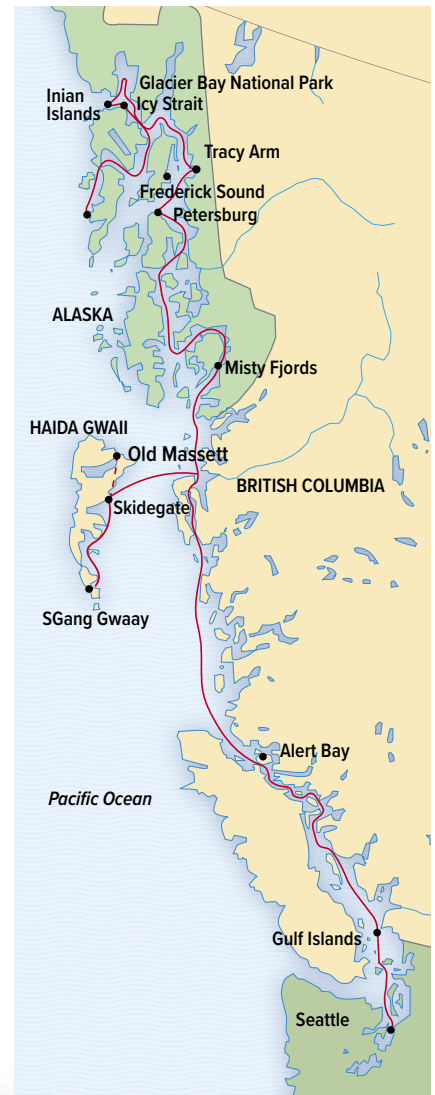 Glacier Bay National Park
Inian
Islands
Icy Strait
Tracy Arm
Frederick Sound
Petersburg
ALASKA
Misty Fjords
HAIDA GWAII
Old Massett
BRITISH COLUMBIA
Skidegate
SGang Gwaay
Alert Bay
Pacific Ocean
Gulf Islands
Seattle